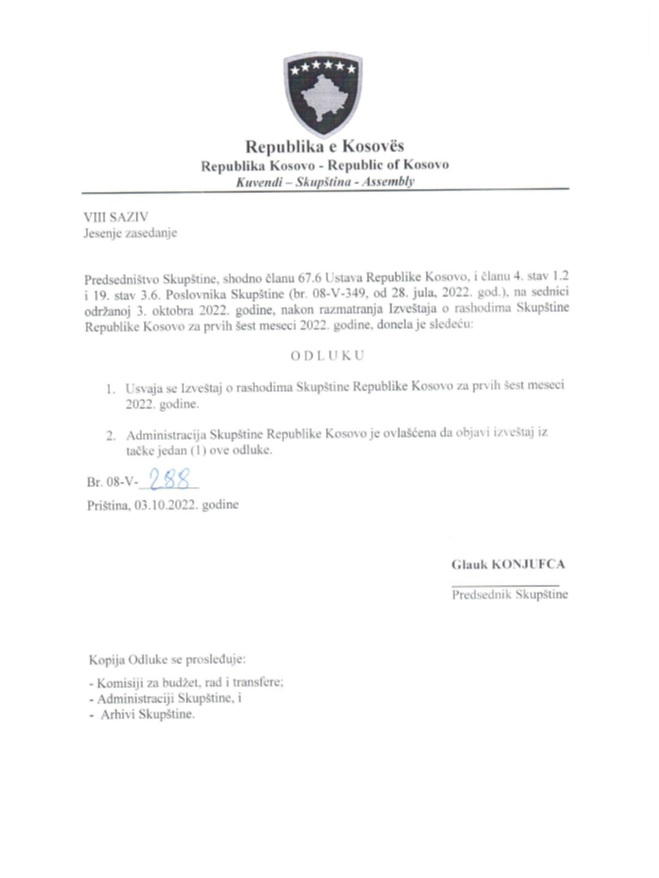 Republika e Kosovës
Republika Kosovo - Republic of Kosovo
Kuvendi – Skupština - Assembly
VIII SAZIV
Jesenje zasedanje
Predsedništvo Skupštine, shodno članu 67.6 Ustava Republike Kosovo, i članu 4. stav 1.2
i 19. stav 3.6. Poslovnika Skupštine (br. 08-V-349, od 28. jula, 2022. god.), na sednici
održanoj 3. oktobra 2022. godine, nakon razmatranja Izveštaja o rashodima Skupštine
Republike Kosovo za prvih šest meseci 2022. godine, donela je sledeću:
O D L U K U
1. Usvaja se Izveštaj o rashodima Skupštine Republike Kosovo za prvih šest meseci
2022. godine.
2. Administracija Skupštine Republike Kosovo je ovlašćena da objavi izveštaj iz
tačke jedan (1) ove odluke.
Br. 08-V- 288
Priština, 03.10.2022. godine
Glauk KONJUFCA
Predsednik Skupštine
Kopija Odluke se prosleđuje:
- Komisiji za budžet, rad i transfere;
- Administraciji Skupštine, i
- Arhivi Skupštine.